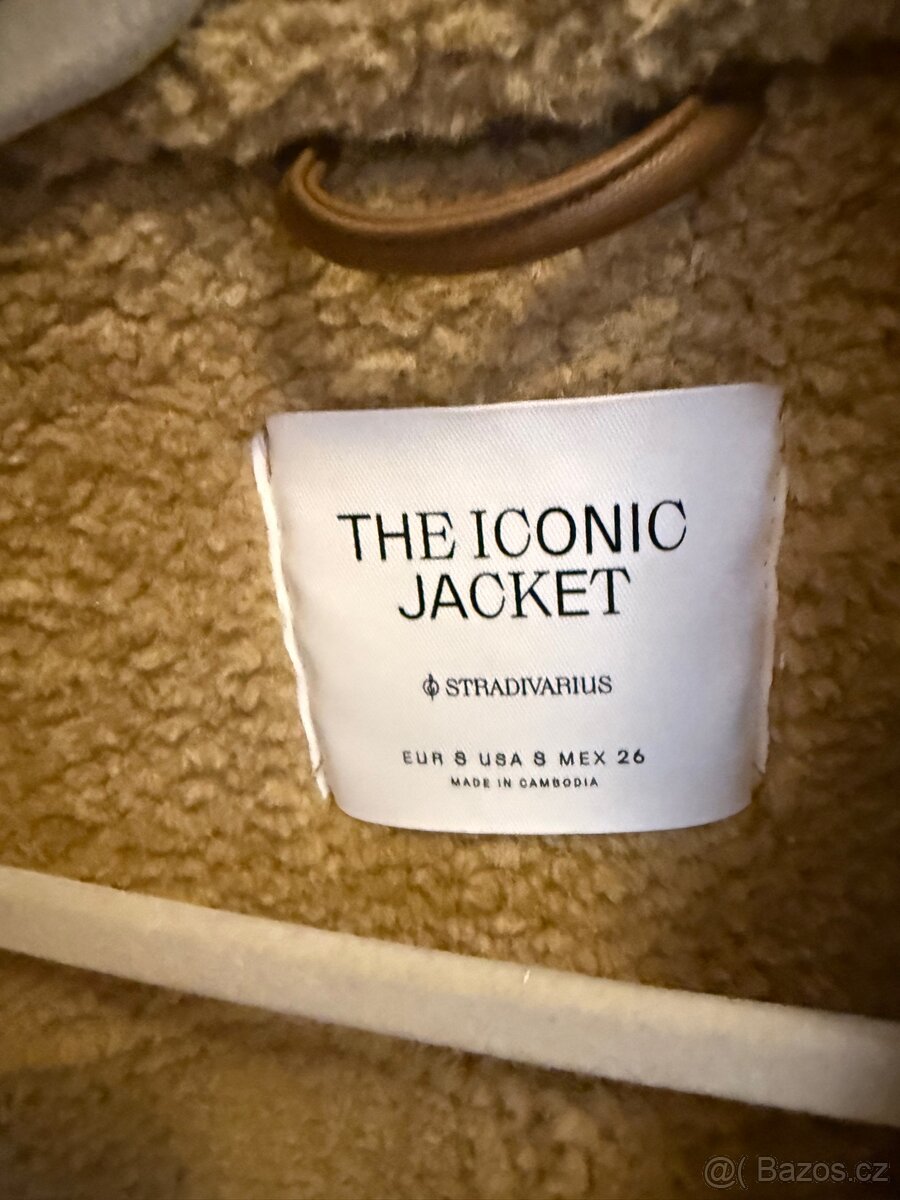 THE ICONIC
JACKET
STRADIVARIUS
EUR S USA S MEX 26
MADE IN CAMBODIA
@( Bazos.cz